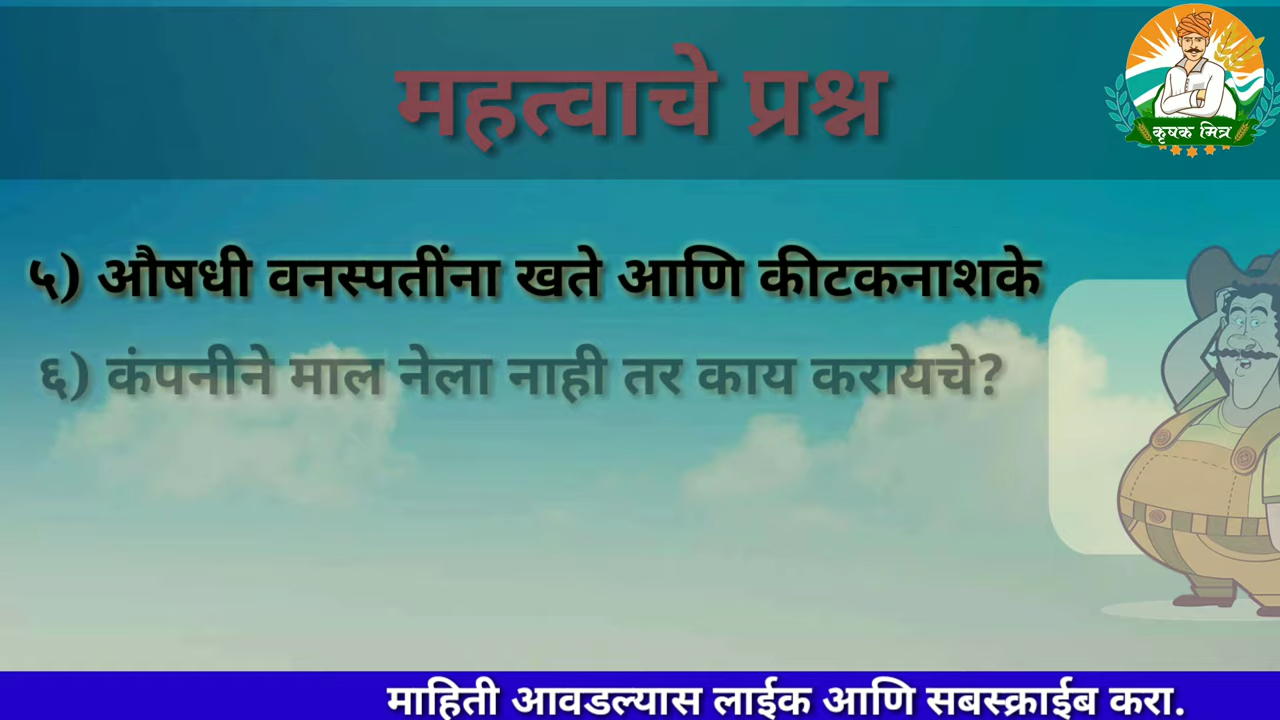 महत्वाचे प्रश्न
कृषक मित्र
५) औषधी वनस्पतींना खते आणि कीटकनाशके
६) कंपनीने माल नेला नाही तर काय करायचे?
माहिती आवडल्यास लाईक आणि सबस्क्राईब करा.